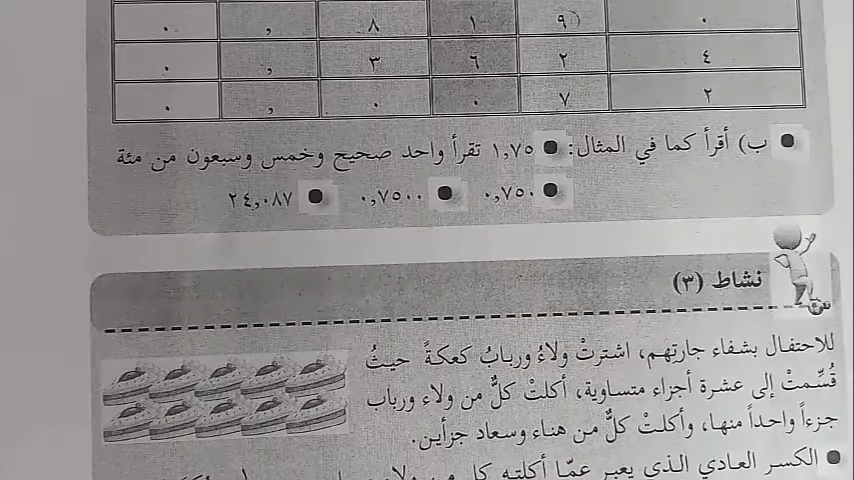 ٠ , ٨ ١ ٩ ٠
٠ , ٣ ٦ ٢ ٤
٠ , ٠ ٠ ٧ ٢
ب) أقرأ كما في المثال: ● ١,٧٥ تقرأ واحد صحيح وخمس وسبعون من مئة
● ٠,٧٥٠ ● ٠,٧٥٠٠ ● ٢٤,٠٨٧
نشاط (٣)
للاحتفال بشفاء جارتهم، اشترتْ ولاءُ وربابُ كعكةً حيثُ
قُسِّمتْ إلى عشرة أجزاء متساوية، أكلتْ كلٌّ من ولاء ورباب
جزءاً واحداً منها، وأكلتْ كلٌّ من هناء وسعاد جزأين.
● الكسر العادي الذي يعبر عمّا أكلته كل